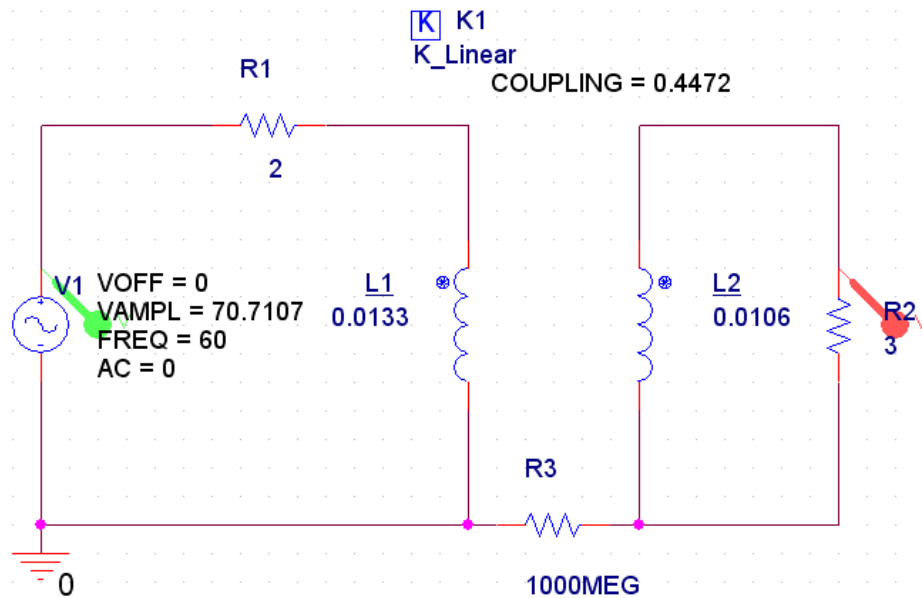 K K1
K_Linear
COUPLING = 0.4472
R1
2
V1
VOFF = 0
VAMPL = 70.7107
FREQ = 60
AC = 0
L1
0.0133
L2
0.0106
R2
3
R3
1000MEG
0